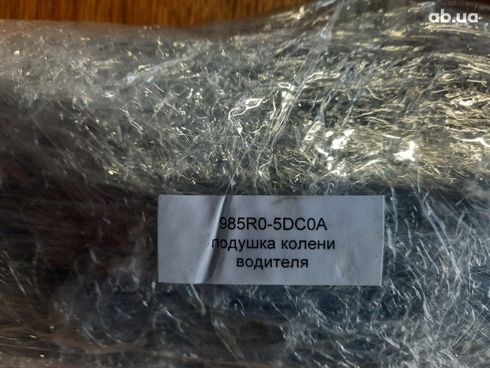 ab.ua
985R0-5DC0A
подушка колени
водителя